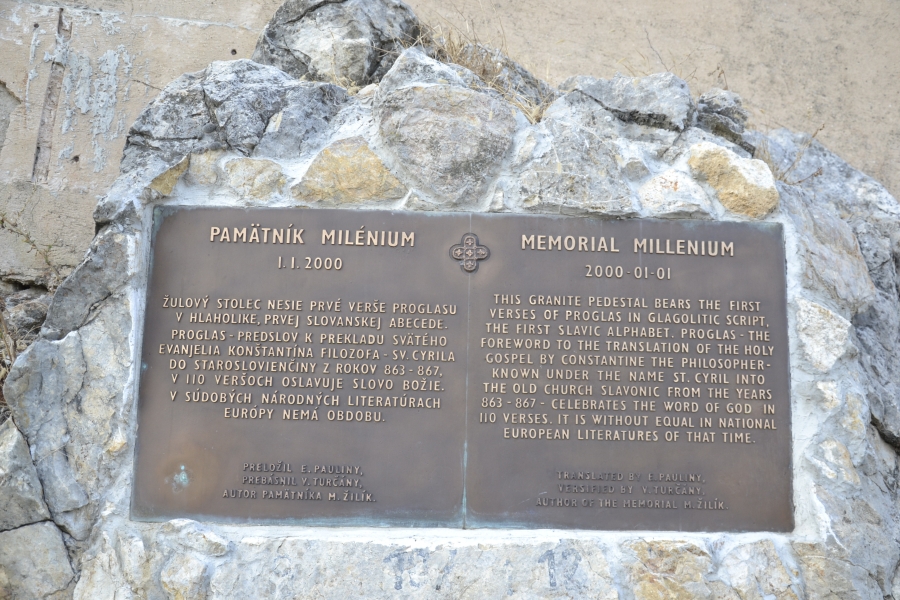 PAMÄTNÍK MILÉNIUM
1.1.2000
ŽULOVÝ STOLEC NESIE PRVÉ VERŠE PROGLASU
V HLAHOLIKE, PRVEJ SLOVANSKEJ ABECEDE.
PROGLAS - PREDSLOV K PREKLADU SVÄTÉHO
EVANJELIA KONŠTANTÍNA FILOZOFA - SV. CYRILA
DO STAROSLOVIENČINY Z ROKOV 863 - 867,
V 110 VERŠOCH OSLAVUJE SLOVO BOŽIE.
V SÚDOBÝCH NÁRODNÝCH LITERATÚRACH
EURÓPY NEMÁ OBDOBU.
PRELOŽIL E. PAULINY,
PREBÁSNIL V. TURČÁNY,
AUTOR PAMÄTNÍKA M. ŽILÍK.
MEMORIAL MILLENIUM
2000-01-01
THIS GRANITE PEDESTAL BEARS THE FIRST
VERSES OF PROGLAS IN GLAGOLITIC SCRIPT,
THE FIRST SLAVIC ALPHABET. PROGLAS - THE
FOREWORD TO THE TRANSLATION OF THE HOLY
GOSPEL BY CONSTANTINE THE PHILOSOPHER-
KNOWN UNDER THE NAME ST. CYRIL INTO
THE OLD CHURCH SLAVONIC FROM THE YEARS
863 - 867 - CELEBRATES THE WORD OF GOD IN
110 VERSES. IT IS WITHOUT EQUAL IN NATIONAL
EUROPEAN LITERATURES OF THAT TIME.
TRANSLATED BY E. PAULINY,
VERSIFIED BY V. TURČÁNY,
AUTHOR OF THE MEMORIAL M. ŽILÍK.